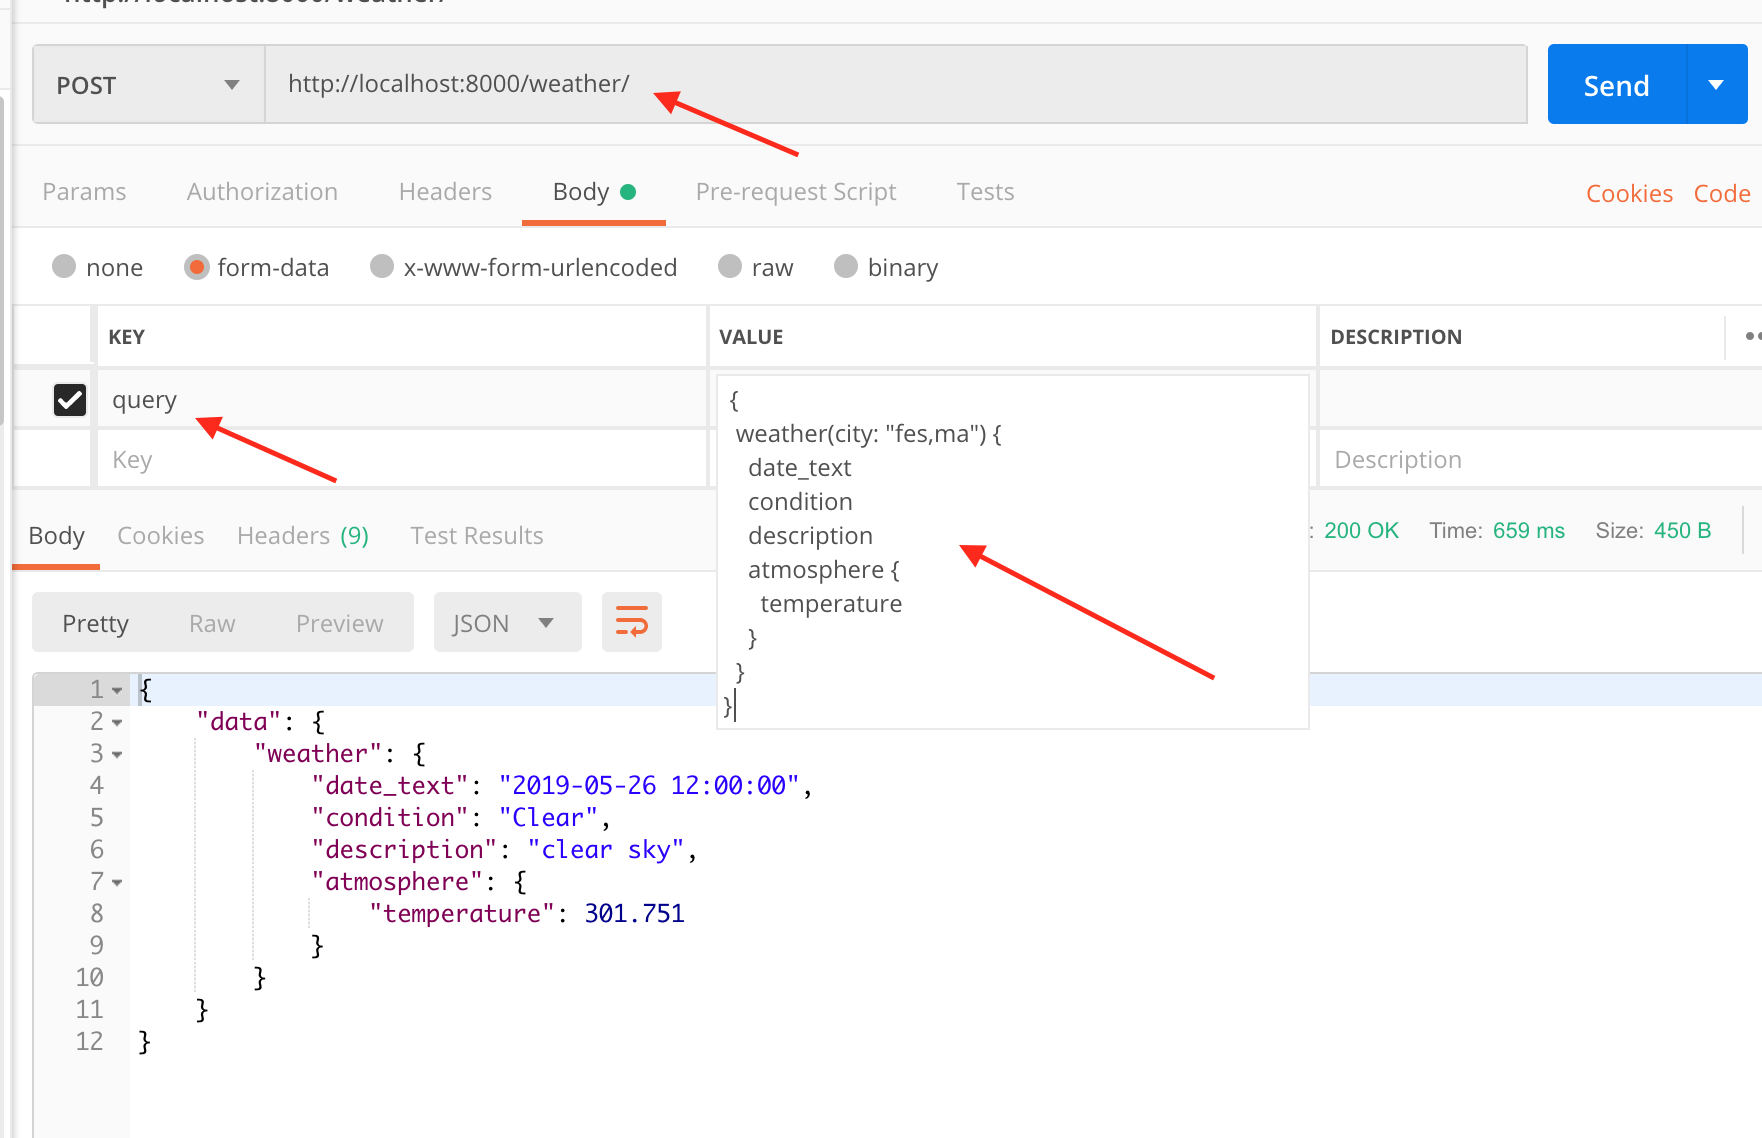 http://localhost:8000/weather/
POST
http://localhost:8000/weather/
Send
Params Authorization Headers Body Pre-request Script Tests
Cookies Code
none form-data x-www-form-urlencoded raw binary
KEY VALUE DESCRIPTION
query
Key
Description
{
weather(city: "fes,ma") {
date_text
condition
description
atmosphere {
temperature
}
}
}
Body Cookies Headers (9) Test Results
: 200 OK Time: 659 ms Size: 450 B
Pretty Raw Preview JSON
1 {
2 "data": {
3 "weather": {
4 "date_text": "2019-05-26 12:00:00",
5 "condition": "Clear",
6 "description": "clear sky",
7 "atmosphere": {
8 "temperature": 301.751
9 }
10 }
11 }
12 }